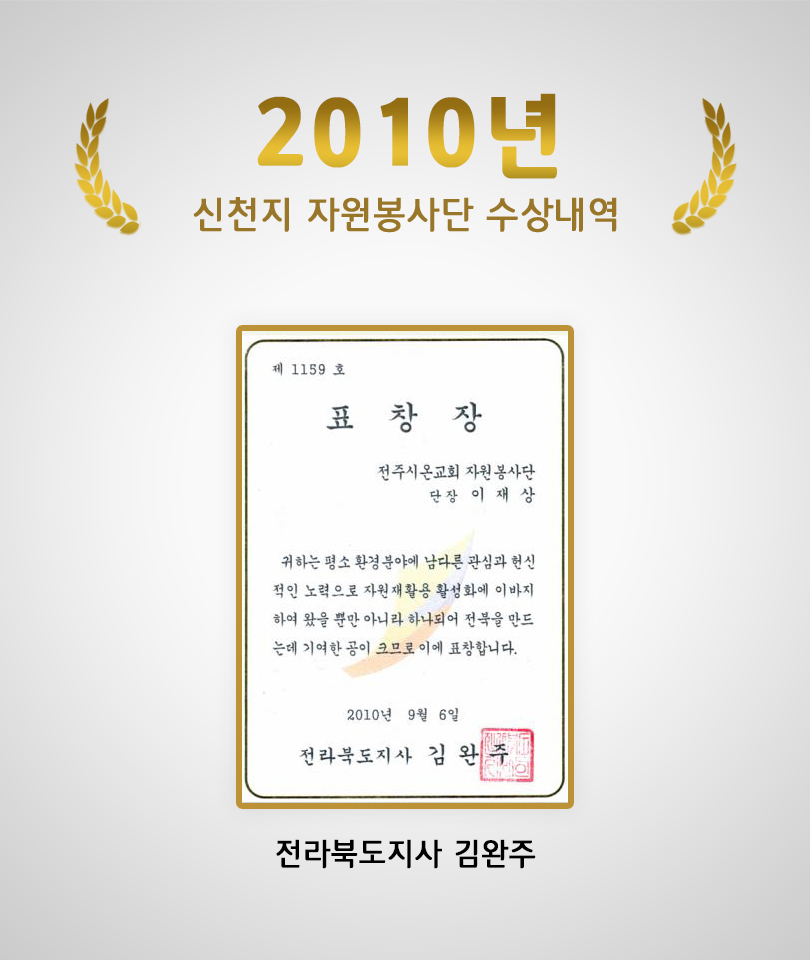 2010년
신천지 자원봉사단 수상내역
제 1159 호
표 창 장
전주시온교회 자원봉사단
단장 이 재 상
귀하는 평소 환경분야에 남다른 관심과 헌신
적인 노력으로 자원재활용 활성화에 이바지
하여 왔을 뿐만 아니라 하나되어 전북을 만드
는데 기여한 공이 크므로 이에 표창합니다.
2010년 9월 6일
전라북도지사 김 완 주
전라북도지사 김완주